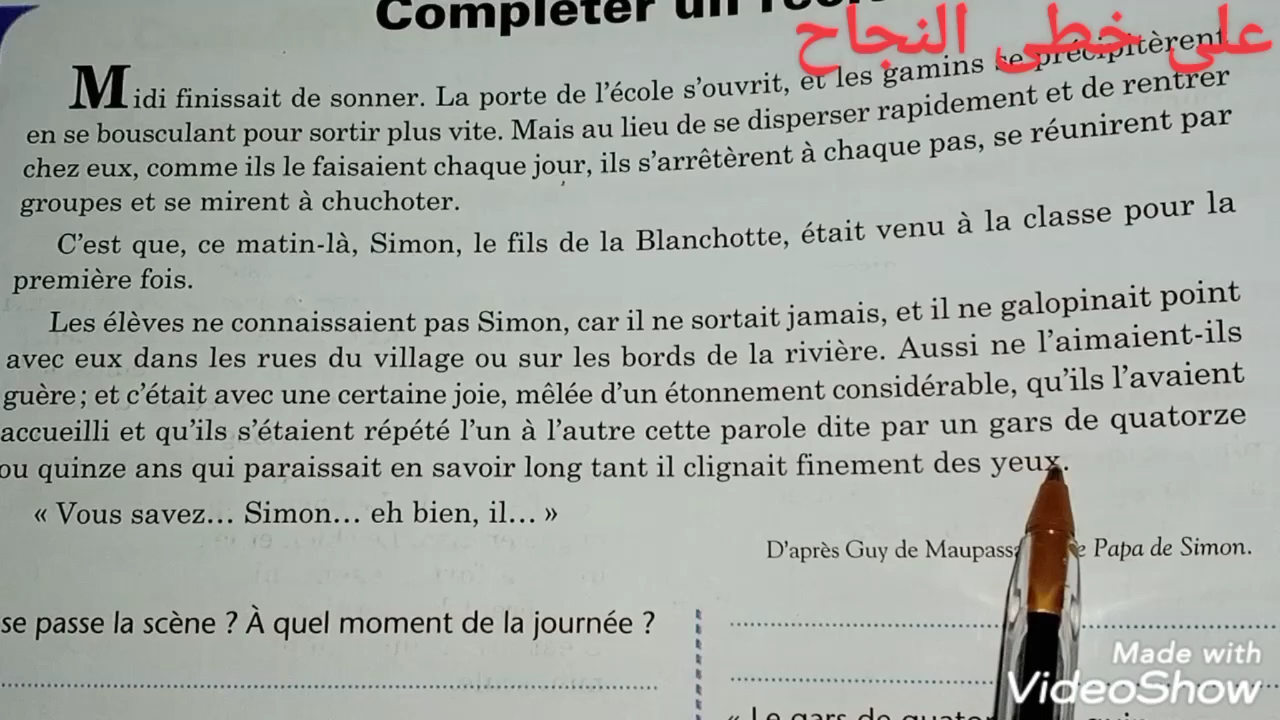 Compléter un
على خطى النجاح
Midi finissait de sonner. La porte de l'école s'ouvrit, et les gamins se précipitèrent
en se bousculant pour sortir plus vite. Mais au lieu de se disperser rapidement et de rentrer
chez eux, comme ils le faisaient chaque jour, ils s'arrêtèrent à chaque pas, se réunirent par
groupes et se mirent à chuchoter.
C'est que, ce matin-là, Simon, le fils de la Blanchotte, était venu à la classe pour la
première fois.
Les élèves ne connaissaient pas Simon, car il ne sortait jamais, et il ne galopinait point
avec eux dans les rues du village ou sur les bords de la rivière. Aussi ne l'aimaient-ils
guère ; et c'était avec une certaine joie, mêlée d'un étonnement considérable, qu'ils l'avaient
accueilli et qu'ils s'étaient répété l'un à l'autre cette parole dite par un gars de quatorze
ou quinze ans qui paraissait en savoir long tant il clignait finement des yeux.
« Vous savez... Simon... eh bien, il... »
D'après Guy de Maupass Papa de Simon.
se passe la scène ? À quel moment de la journée ?
« Le gars de
Made with
VideoShow